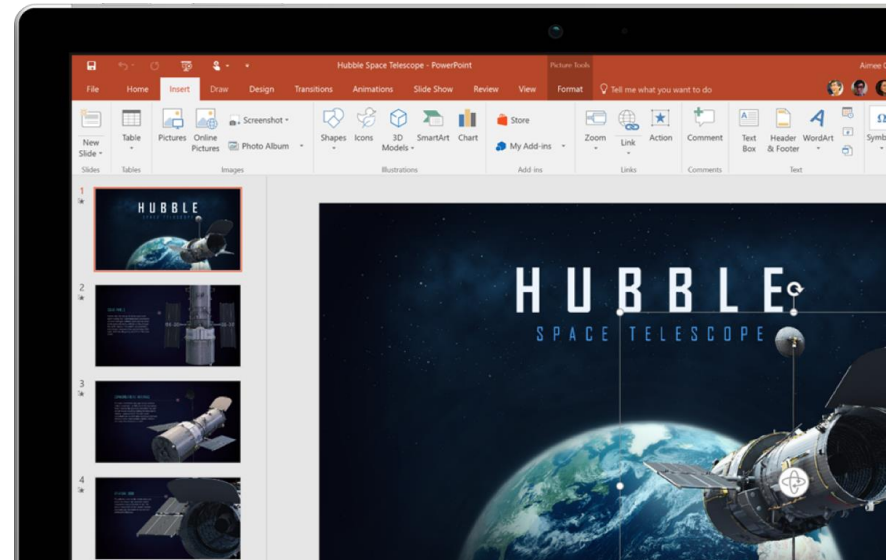 Hubble Space Telescope - PowerPoint
Picture Tools
Aimee
File Home Insert Draw Design Transitions Animations Slide Show Review View Format Tell me what you want to do
New Slide
Table
Pictures
Online Pictures
Screenshot
Photo Album
Shapes
Icons
3D Models
SmartArt
Chart
Store
My Add-ins
Zoom
Link
Action
Comment
Text Box
Header & Footer
WordArt
Slides Tables Images Illustrations Add ins Links Comments Text
1
HUBBLE
SPACE TELESCOPE
2
3
4
HUBBLE
SPACE TELESCOPE